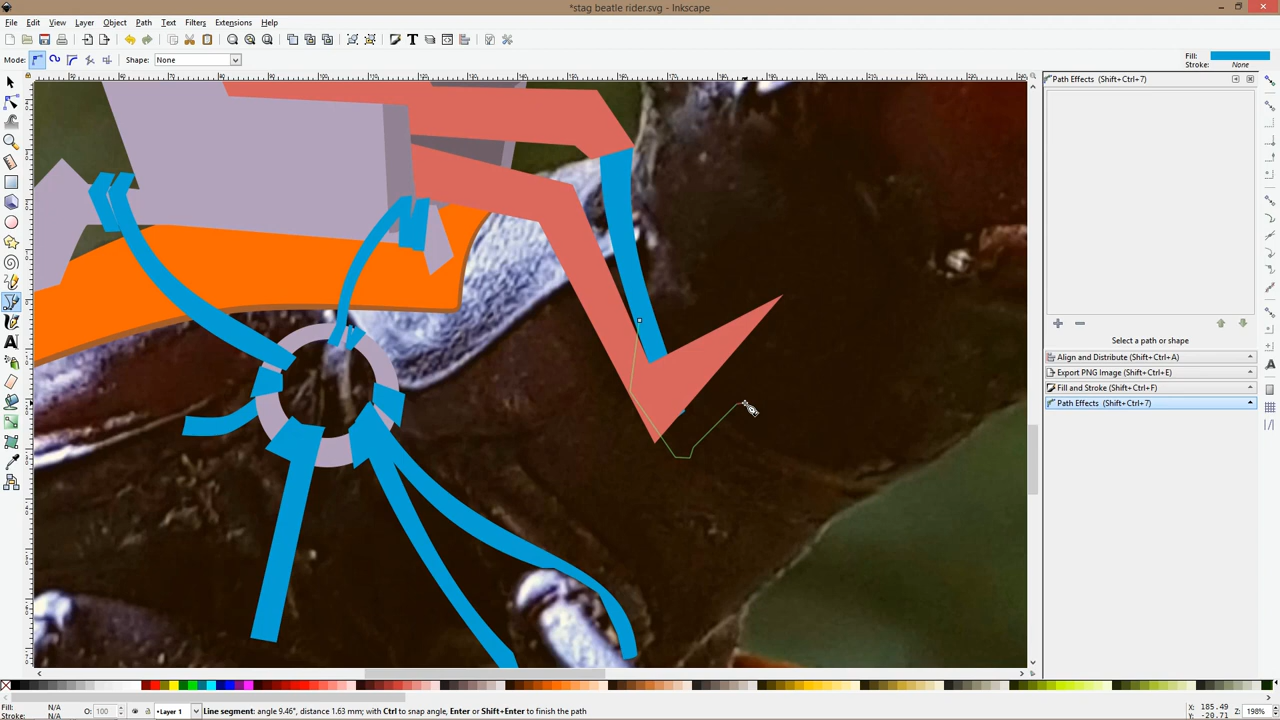 *stag beatle rider.svg - Inkscape
File Edit View Layer Object Path Text Filters Extensions Help
Mode: Shape: None
Fill:
Stroke: None
Path Effects (Shift+Ctrl+7)
Select a path or shape
Align and Distribute (Shift+Ctrl+A)
Export PNG Image (Shift+Ctrl+E)
Fill and Stroke (Shift+Ctrl+F)
Path Effects (Shift+Ctrl+7)
Fill: N/A
Stroke: N/A
O: 100
•Layer 1
Line segment: angle 9.46°, distance 1.63 mm; with Ctrl to snap angle, Enter or Shift+Enter to finish the path
X: 185.49
Y: -20.71
Z: 198%